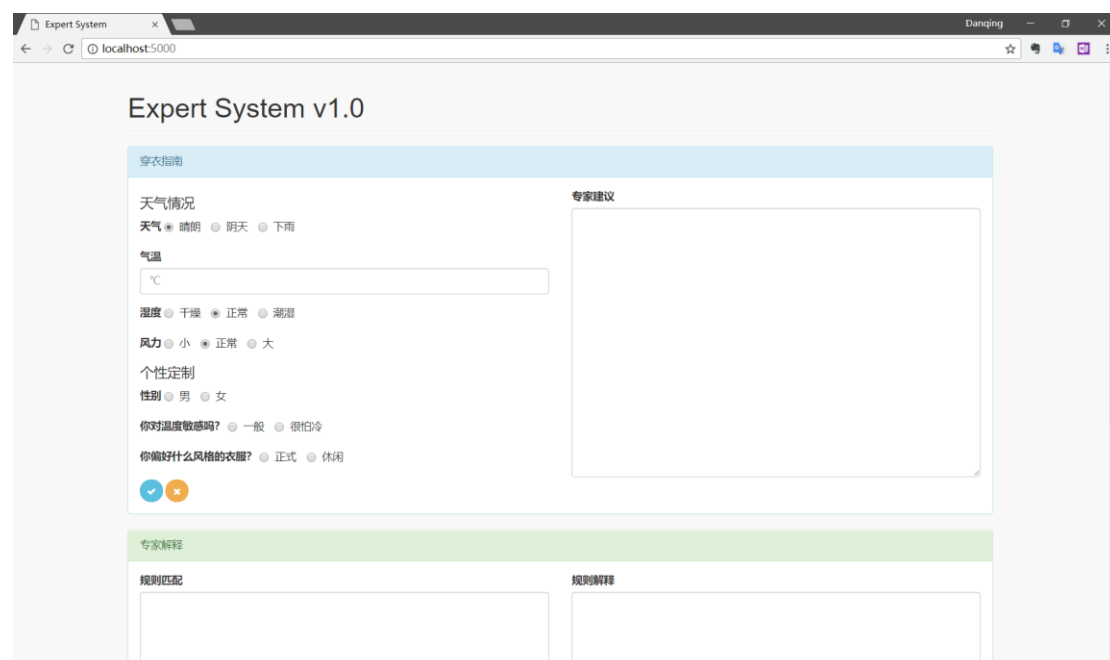 Expert System
Danqing
localhost:5000
Expert System v1.0
穿衣指南
天气情况
天气 晴朗 阴天 下雨
气温
℃
湿度 干燥 正常 潮湿
风力 小 正常 大
个性定制
性别 男 女
你对温度敏感吗? 一般 很怕冷
你偏好什么风格的衣服? 正式 休闲
专家建议
专家解释
规则匹配
规则解释